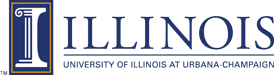 ILLINOIS
UNIVERSITY OF ILLINOIS AT URBANA-CHAMPAIGN
TM